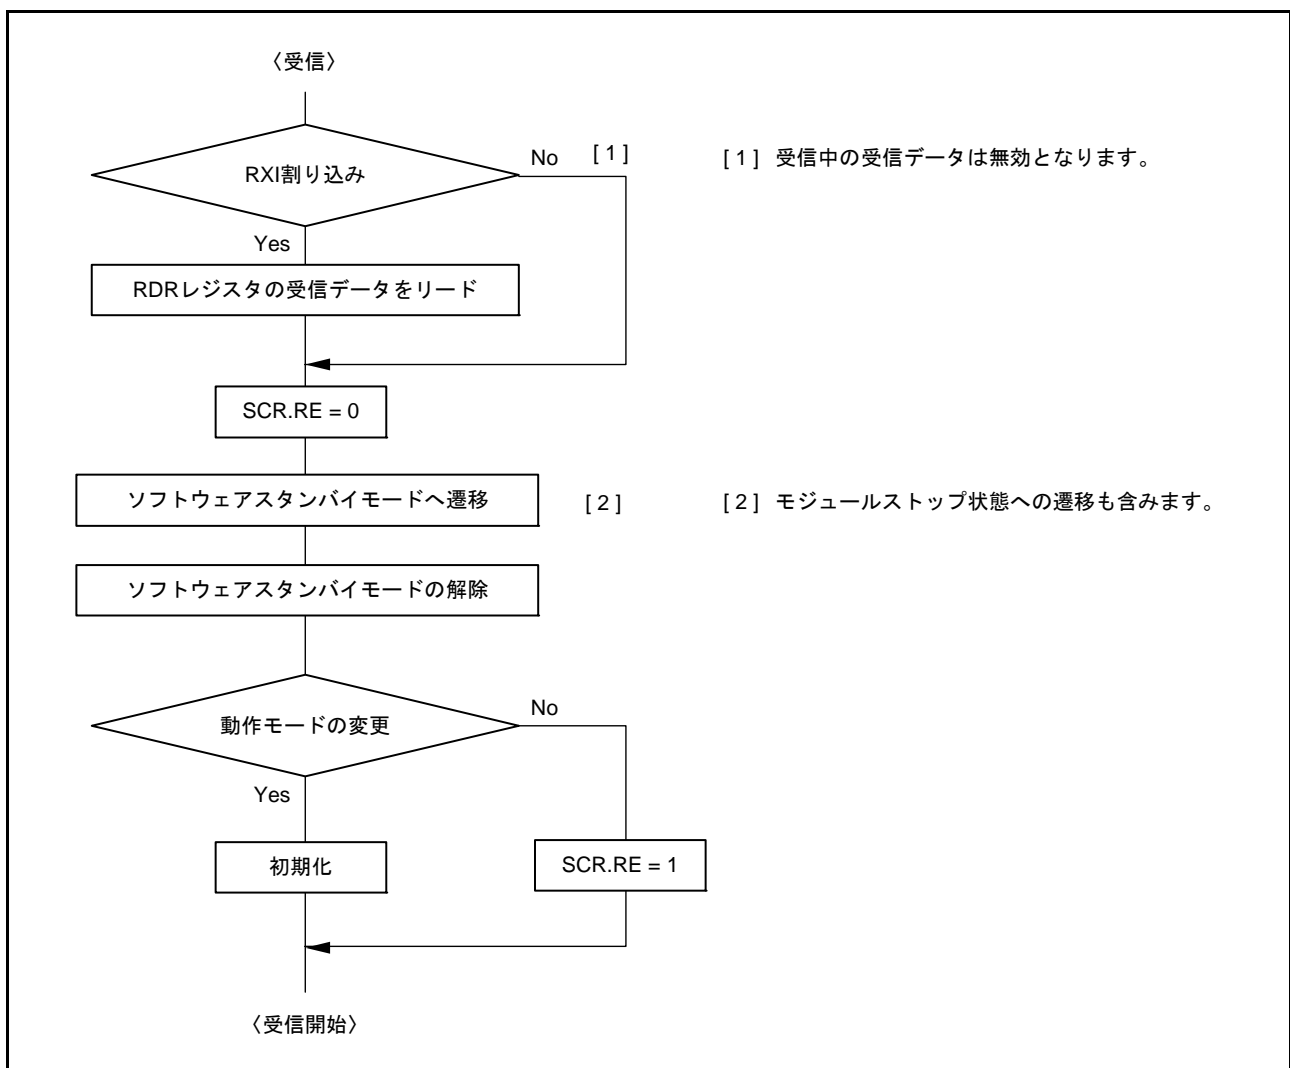 〈受信〉
RXI割り込み
No
[ 1 ]
[ 1 ] 受信中の受信データは無効となります。
Yes
RDRレジスタの受信データをリード
SCR.RE = 0
ソフトウェアスタンバイモードへ遷移
[ 2 ]
[ 2 ] モジュールストップ状態への遷移も含みます。
ソフトウェアスタンバイモードの解除
動作モードの変更
No
Yes
初期化
SCR.RE = 1
〈受信開始〉